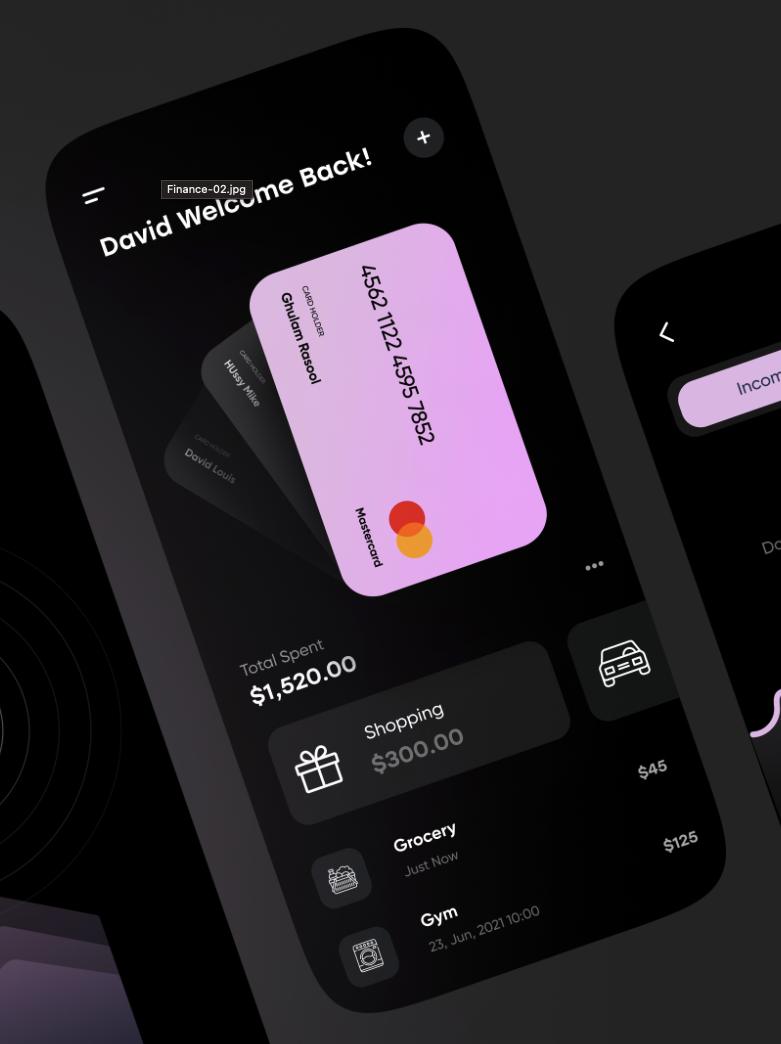 Finance-02.jpg
David Welcome Back!
CARD HOLDER
Ghulam Rasool
4562 1122 4595 7852
Mastercard
CARD HOLDER
HUssy Mike
CARD HOLDER
David Louis
Total Spent
$1,520.00
Shopping
$300.00
Grocery
Just Now
$45
Gym
23, Jun, 2021 10:00
$125
Incom
Do